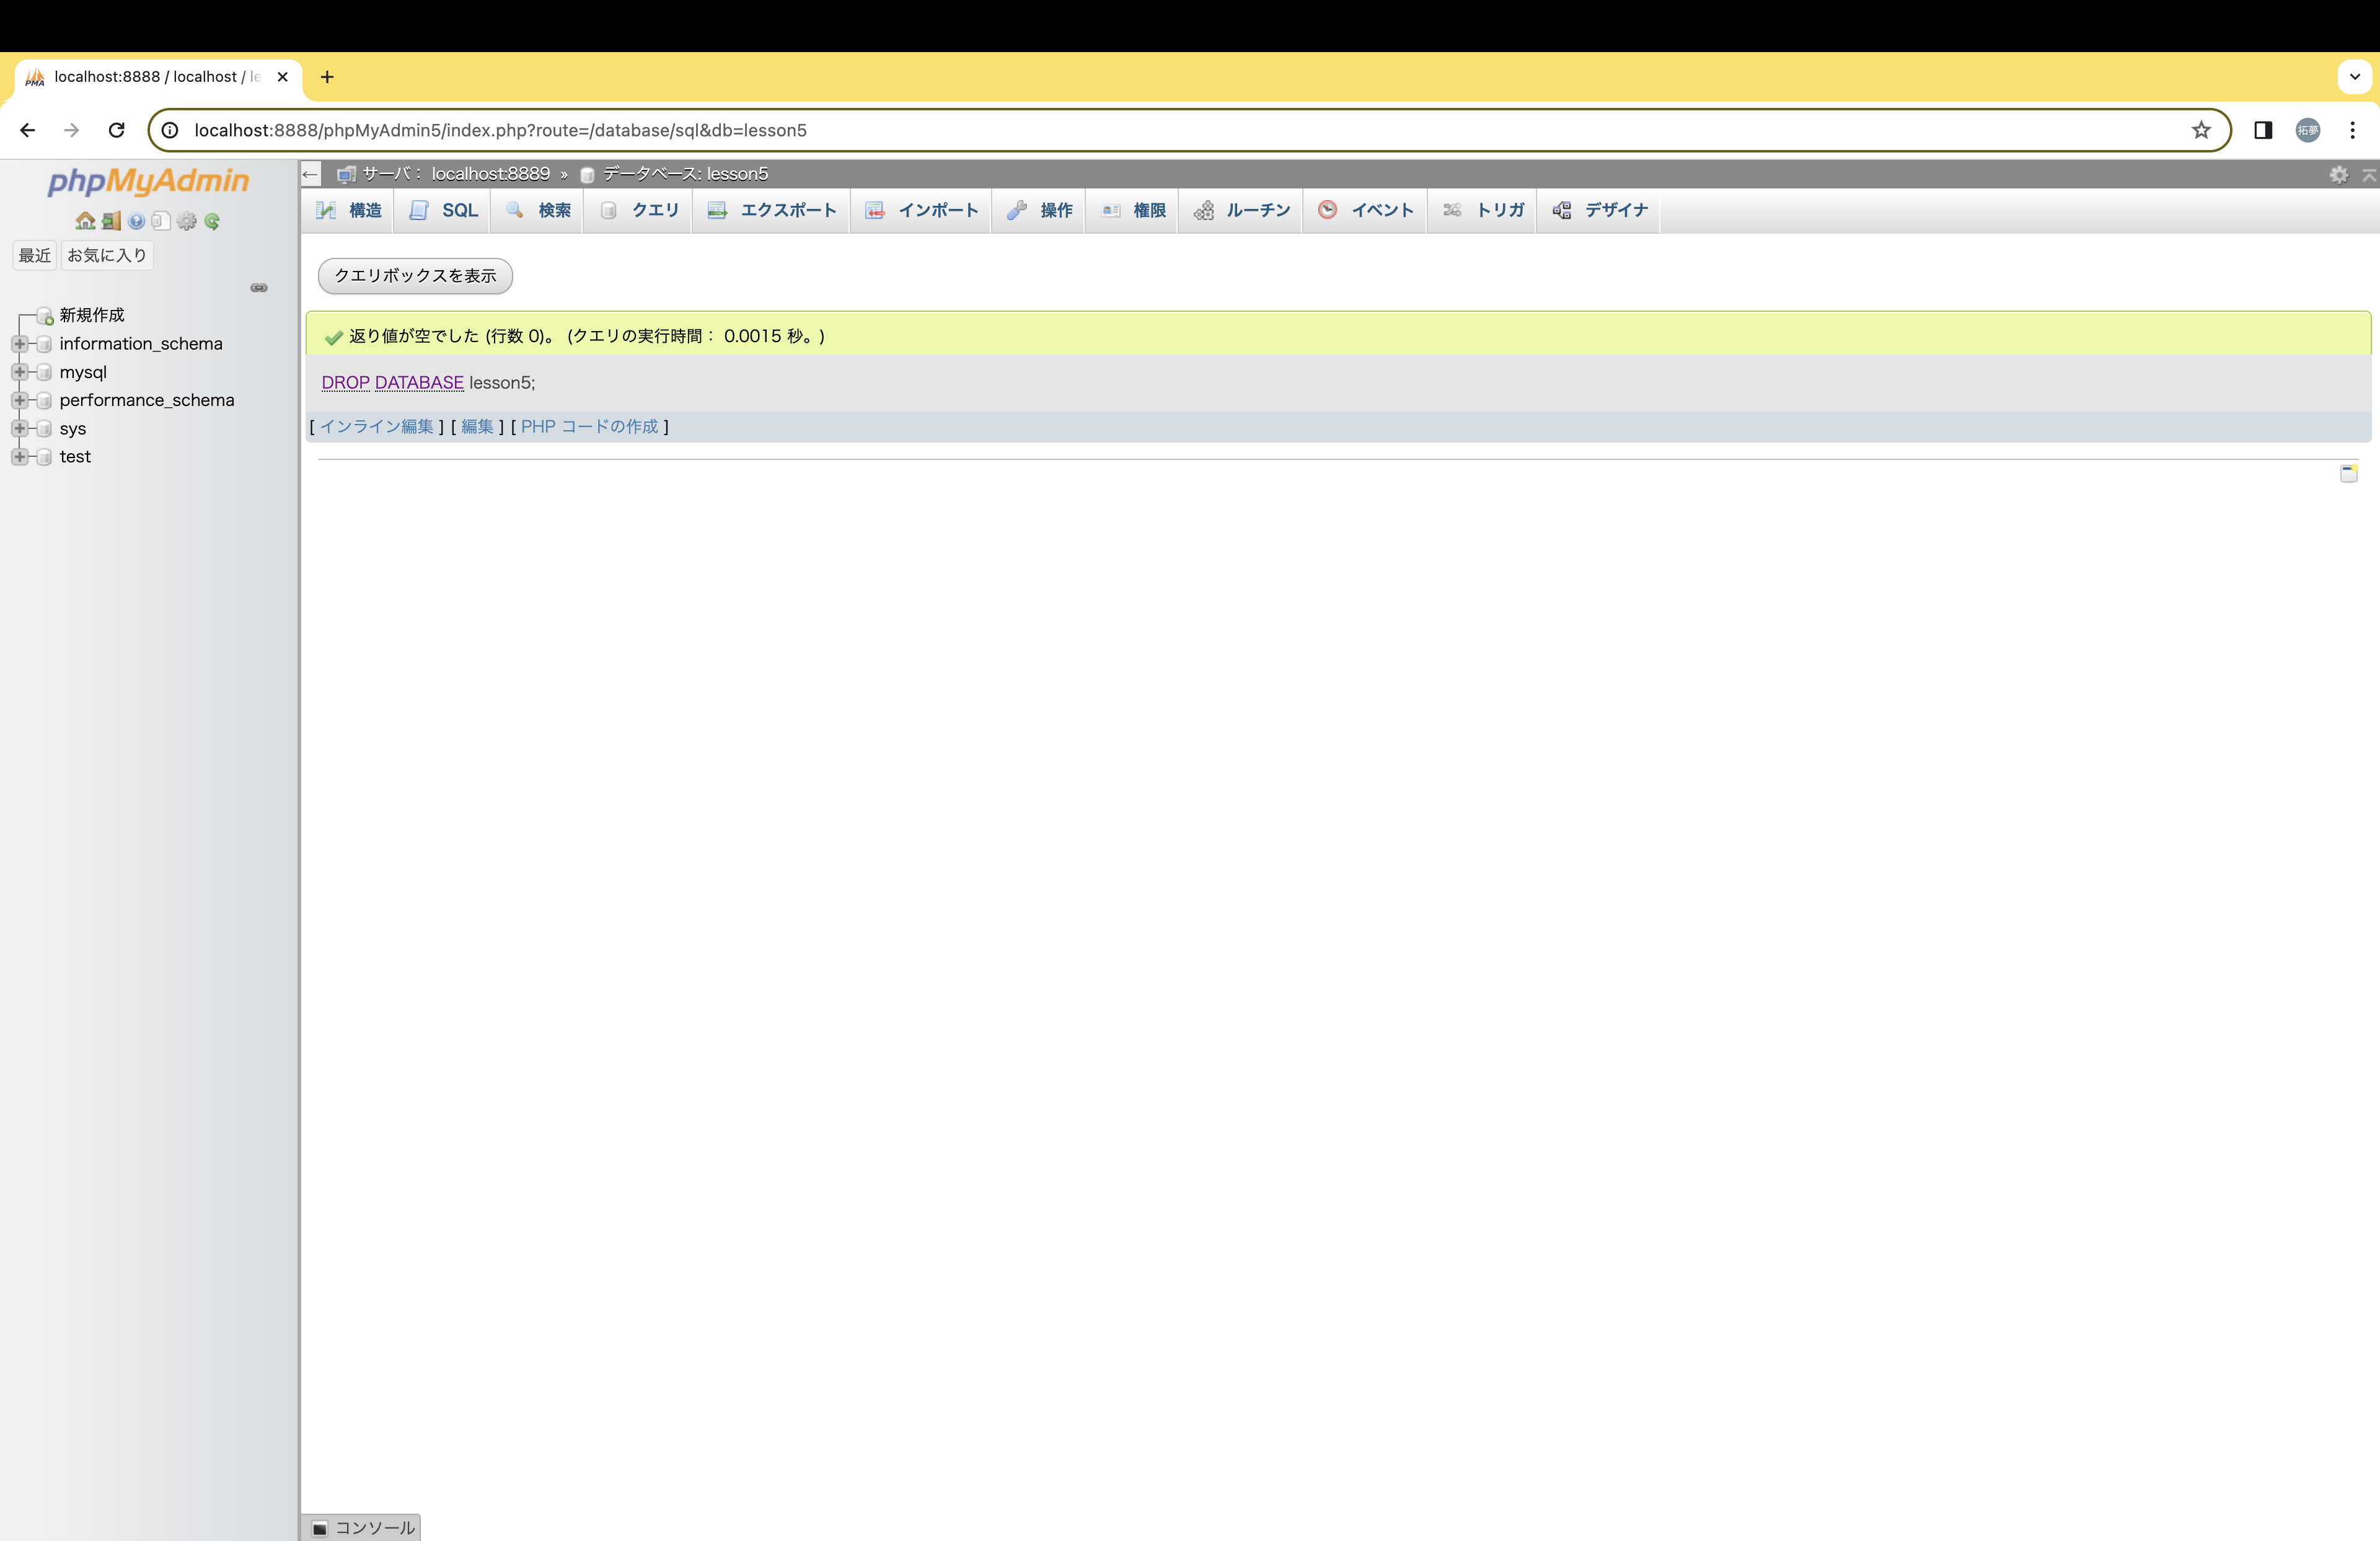 localhost:8888 / localhost / le
localhost:8888/phpMyAdmin5/index.php?route=/database/sql&db=lesson5
拓夢
phpMyAdmin
最近 お気に入り
新規作成
information_schema
mysql
performance_schema
sys
test
サーバ： localhost:8889 » データベース: lesson5
構造 SQL 検索 クエリ エクスポート インポート 操作 権限 ルーチン イベント トリガ デザイナ
クエリボックスを表示
返り値が空でした (行数 0)。 (クエリの実行時間： 0.0015 秒。)
DROP DATABASE lesson5;
[ インライン編集 ] [ 編集 ] [ PHP コードの作成 ]
コンソール